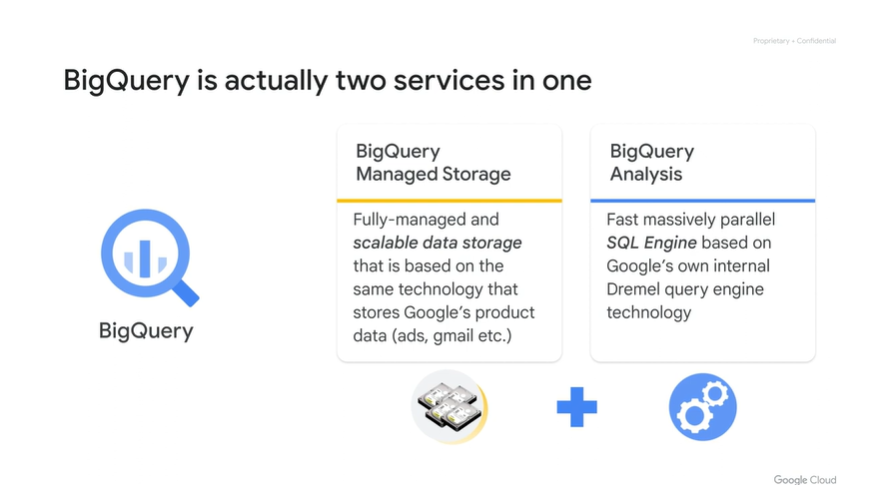 Proprietary + Confidential
BigQuery is actually two services in one
BigQuery
BigQuery
Managed Storage
Fully-managed and
scalable data storage
that is based on the
same technology that
stores Google's product
data (ads, gmail etc.)
BigQuery
Analysis
Fast massively parallel
SQL Engine based on
Google's own internal
Dremel query engine
technology
Google Cloud